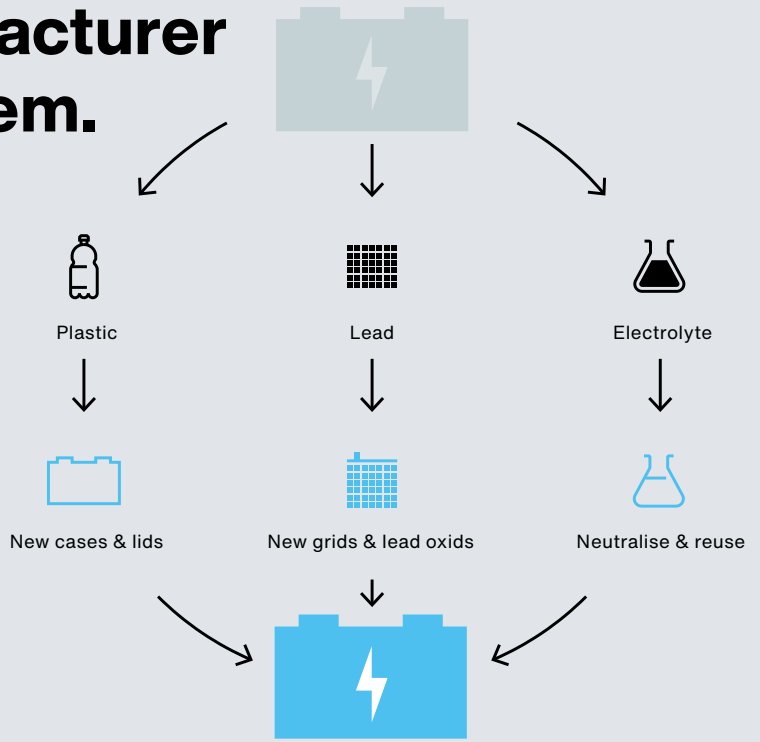 acturer
em.
Plastic
Lead
Electrolyte
New cases & lids
New grids & lead oxids
Neutralise & reuse